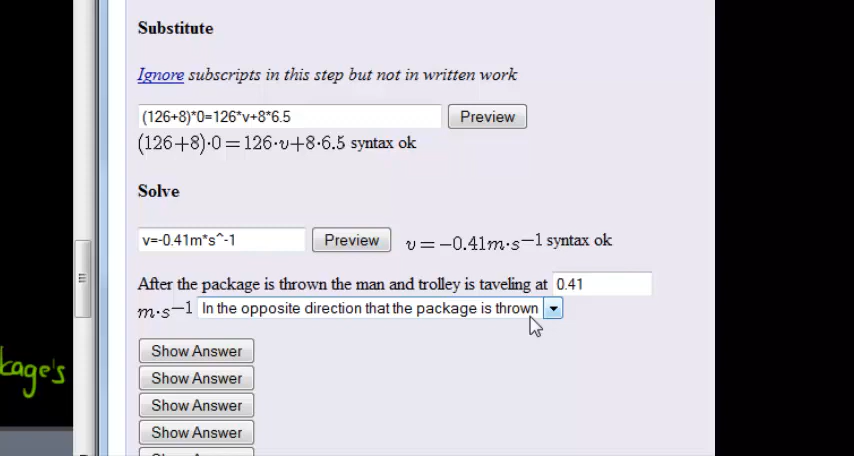 Substitute
Ignore subscripts in this step but not in written work
(126+8)*0=126*v+8*6.5 Preview
(126+8)·0=126·v+8·6.5 syntax ok
Solve
v=-0.41m*s^-1 Preview v=−0.41m·s−1 syntax ok
After the package is thrown the man and trolley is taveling at 0.41
m·s−1 In the opposite direction that the package is thrown
Show Answer
kage's
Show Answer
Show Answer
Show Answer